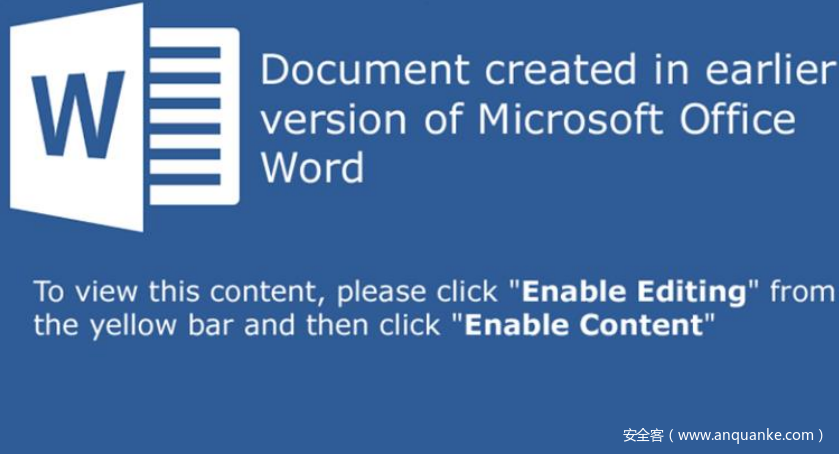 W
Document created in earlier
version of Microsoft Office
Word
To view this content, please click "Enable Editing" from
the yellow bar and then click "Enable Content"
安全客（www.anquanke.com）